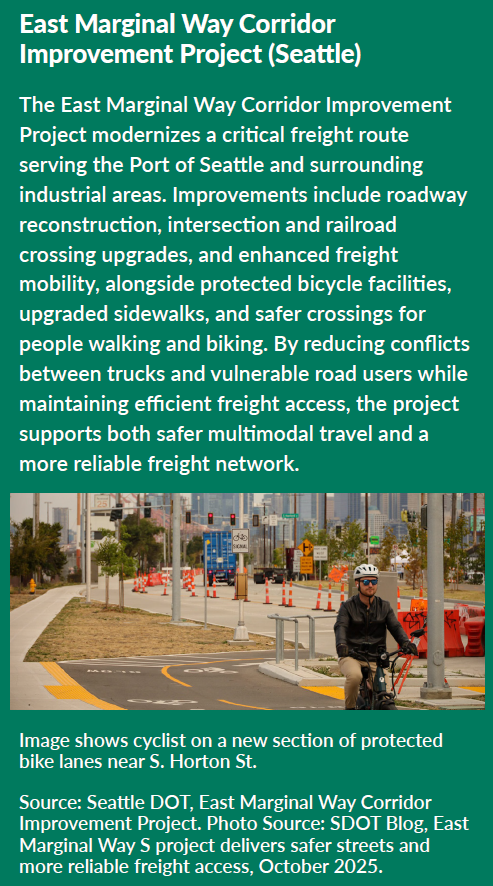 East Marginal Way Corridor
Improvement Project (Seattle)
The East Marginal Way Corridor Improvement
Project modernizes a critical freight route
serving the Port of Seattle and surrounding
industrial areas. Improvements include roadway
reconstruction, intersection and railroad
crossing upgrades, and enhanced freight
mobility, alongside protected bicycle facilities,
upgraded sidewalks, and safer crossings for
people walking and biking. By reducing conflicts
between trucks and vulnerable road users while
maintaining efficient freight access, the project
supports both safer multimodal travel and a
more reliable freight network.
SIGNAL
Image shows cyclist on a new section of protected
bike lanes near S. Horton St.
Source: Seattle DOT, East Marginal Way Corridor
Improvement Project. Photo Source: SDOT Blog, East
Marginal Way S project delivers safer streets and
more reliable freight access, October 2025.